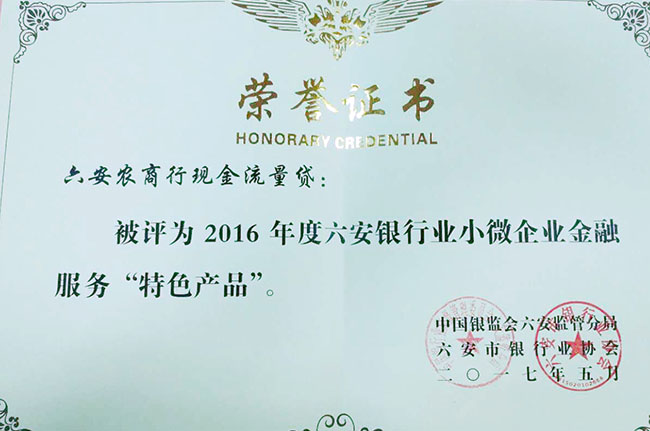 荣誉证书
HONORARY CREDENTIAL
六安农商行现金流量贷：
被评为 2016 年度六安银行业小微企业金融
服务“特色产品”。
中国银监会六安监管分局
六安市银行业协会
二〇一七年五月